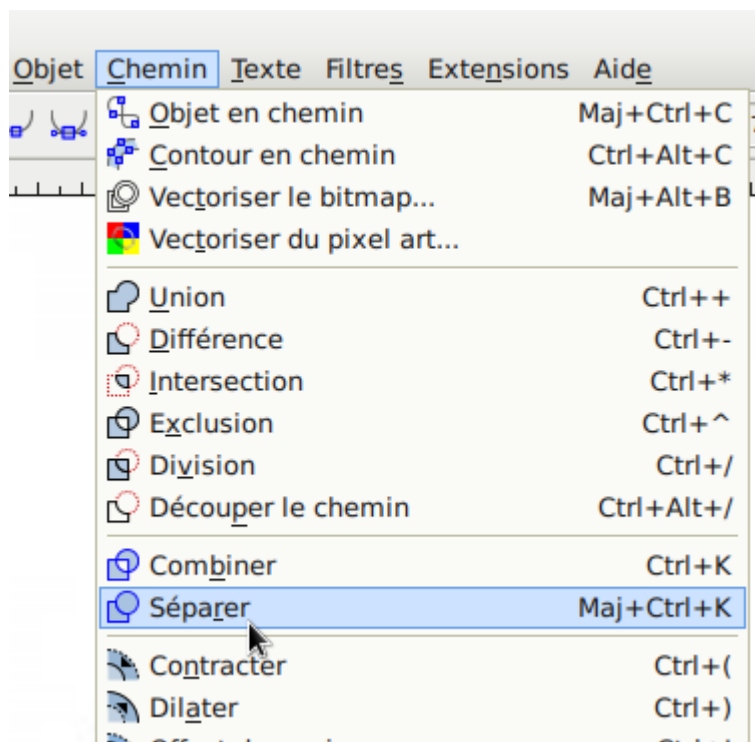 Objet Chemin Texte Filtres Extensions Aide
Objet en chemin Maj+Ctrl+C
Contour en chemin Ctrl+Alt+C
Vectoriser le bitmap... Maj+Alt+B
Vectoriser du pixel art...
Union Ctrl++
Différence Ctrl+-
Intersection Ctrl+*
Exclusion Ctrl+^
Division Ctrl+/
Découper le chemin Ctrl+Alt+/
Combiner Ctrl+K
Séparer Maj+Ctrl+K
Contracter Ctrl+(
Dilater Ctrl+)